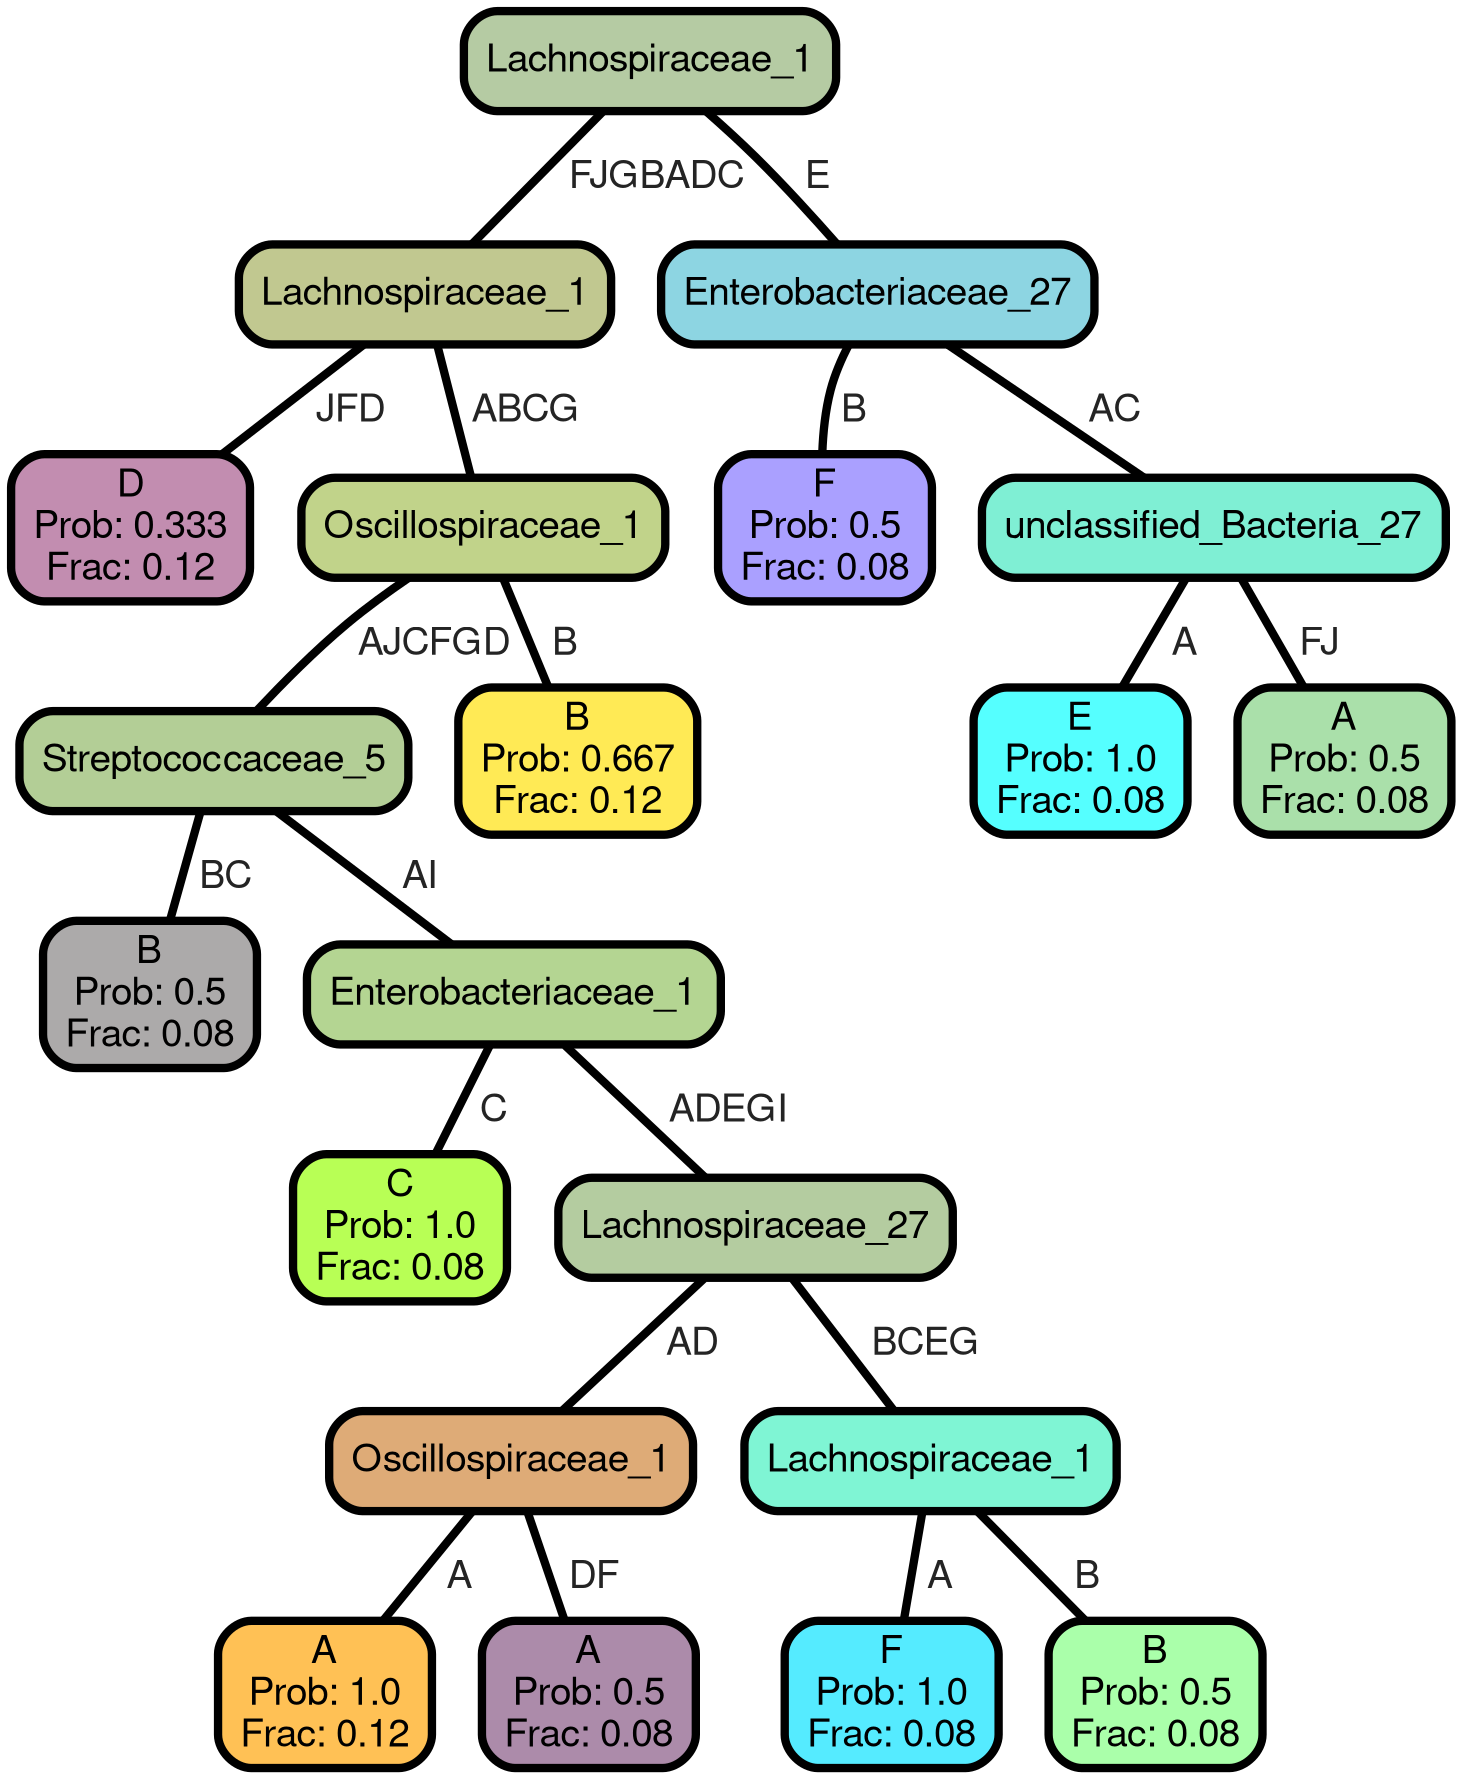 Lachnospiraceae_1
FJGBADC
E
Lachnospiraceae_1
Enterobacteriaceae_27
JFD
ABCG
B
AC
D
Prob: 0.333
Frac: 0.12
Oscillospiraceae_1
F
Prob: 0.5
Frac: 0.08
unclassified_Bacteria_27
AJCFGD
B
A
FJ
Streptococcaceae_5
B
Prob: 0.667
Frac: 0.12
E
Prob: 1.0
Frac: 0.08
A
Prob: 0.5
Frac: 0.08
BC
AI
B
Prob: 0.5
Frac: 0.08
Enterobacteriaceae_1
C
ADEGI
C
Prob: 1.0
Frac: 0.08
Lachnospiraceae_27
AD
BCEG
Oscillospiraceae_1
Lachnospiraceae_1
A
DF
A
B
A
Prob: 1.0
Frac: 0.12
A
Prob: 0.5
Frac: 0.08
F
Prob: 1.0
Frac: 0.08
B
Prob: 0.5
Frac: 0.08